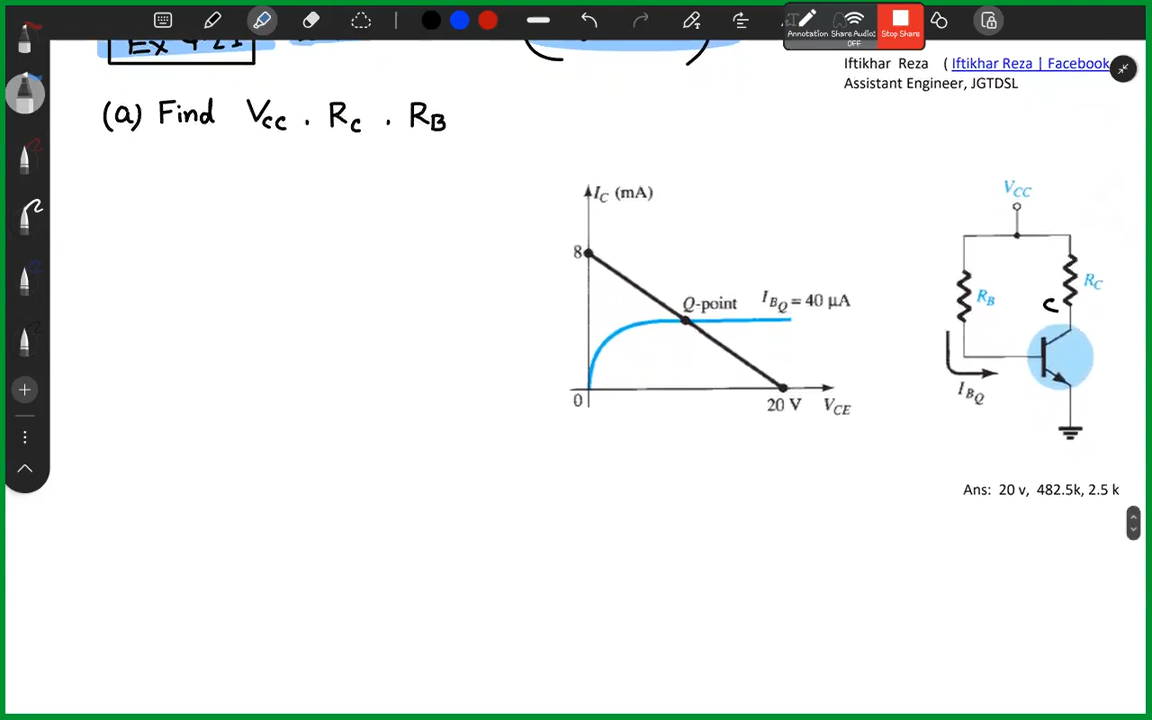 Annotation Share Audio: Stop Share
OFF
Ex 4-21
Iftikhar Reza ( Iftikhar Reza | Facebook
Assistant Engineer, JGTDSL
(a) Find VCC . RC . RB
IC (mA)
8
Q-point IBQ = 40 μA
0
20 V VCE
VCC
RB
RC
C
IBQ
Ans: 20 v, 482.5k, 2.5 k